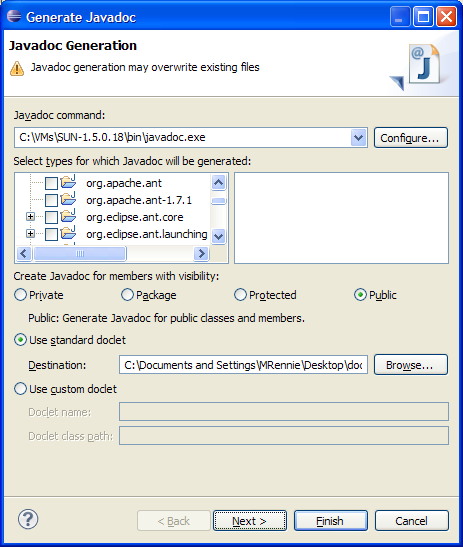 Generate Javadoc
Javadoc Generation
Javadoc generation may overwrite existing files
@
J
Javadoc command:
C:\VMs\SUN-1.5.0.18\bin\javadoc.exe
Configure...
Select types for which Javadoc will be generated:
org.apache.ant
org.apache.ant-1.7.1
org.eclipse.ant.core
org.eclipse.ant.launching
Create Javadoc for members with visibility:
Private Package Protected Public
Public: Generate Javadoc for public classes and members.
Use standard doclet
Destination: C:\Documents and Settings\MRennie\Desktop\doc Browse...
Use custom doclet
Doclet name:
Doclet class path:
? < Back Next > Finish Cancel